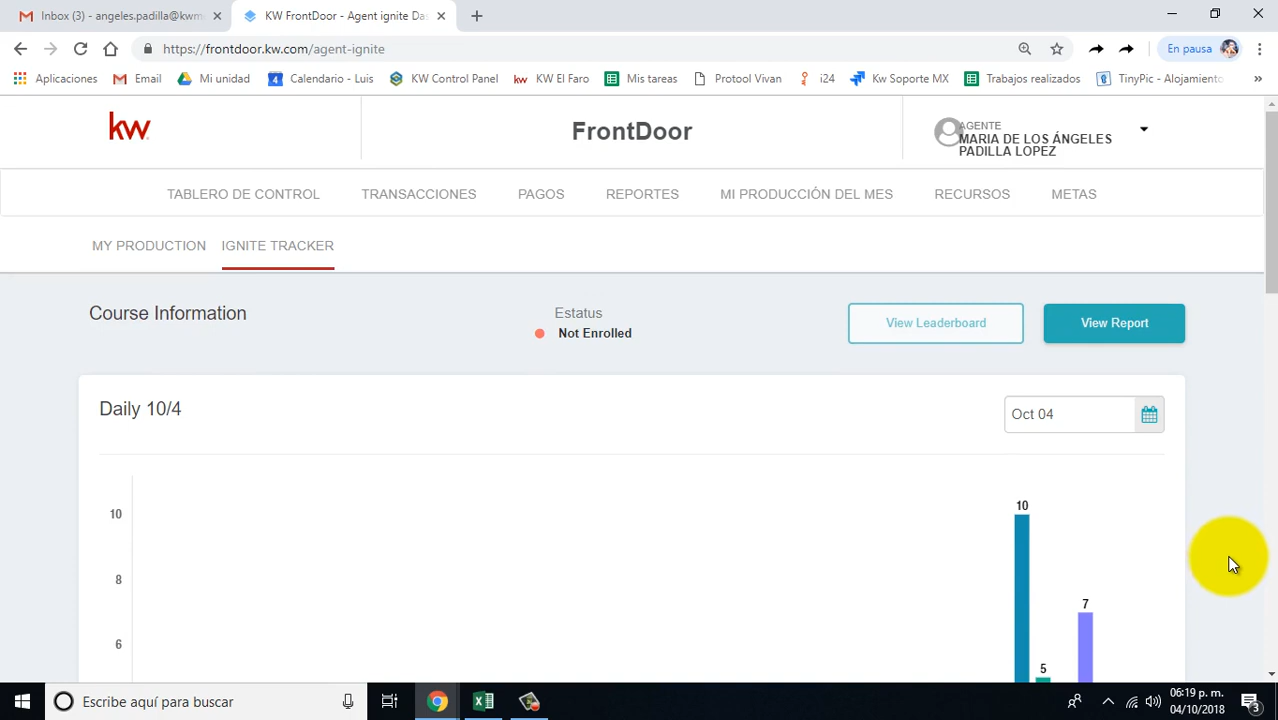 Inbox (3) - angeles.padilla@kwm
KW FrontDoor - Agent ignite Das
https://frontdoor.kw.com/agent-ignite
En pausa
Aplicaciones
Email
Mi unidad
4
Calendario - Luis
KW Control Panel
kw
KW El Faro
Mis tareas
Protool Vivan
i24
Kw Soporte MX
Trabajos realizados
TinyPic - Alojamiento
»
kw
FrontDoor
AGENTE
MARIA DE LOS ÁNGELES
PADILLA LOPEZ
TABLERO DE CONTROL
TRANSACCIONES
PAGOS
REPORTES
MI PRODUCCIÓN DEL MES
RECURSOS
METAS
MY PRODUCTION
IGNITE TRACKER
Course Information
Estatus
Not Enrolled
View Leaderboard
View Report
Daily 10/4
Oct 04
10
8
6
10
5
7
Escribe aquí para buscar
06:19 p. m.
04/10/2018
3